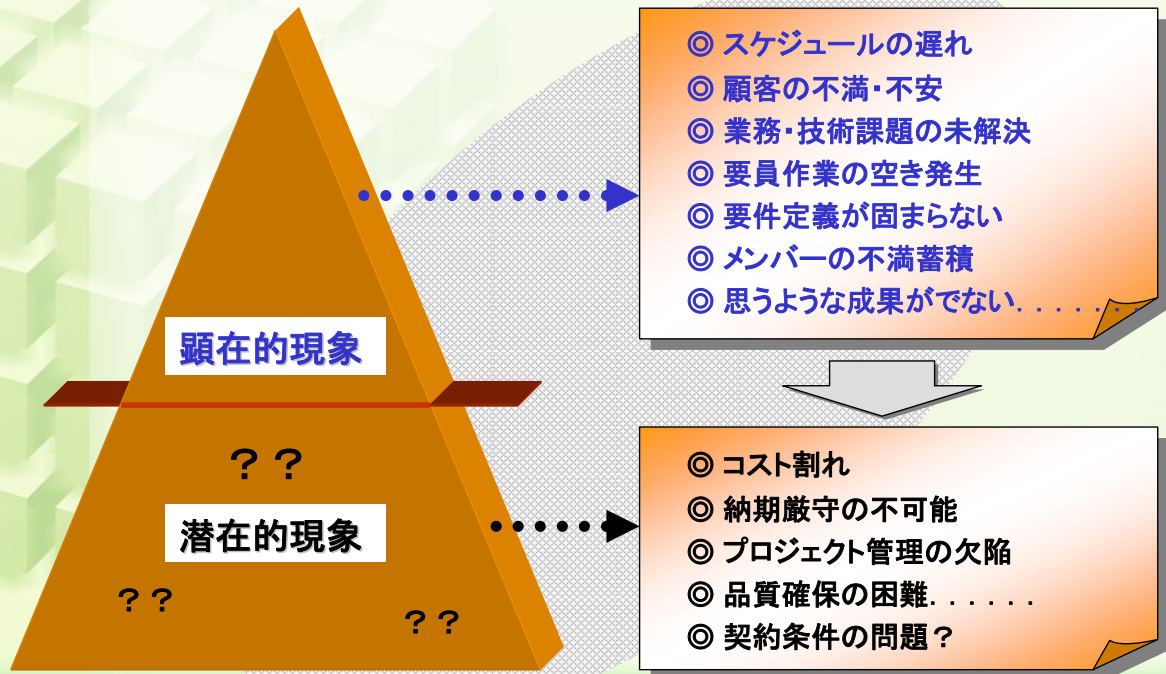 ◎ スケジュールの遅れ
◎ 顧客の不満・不安
◎ 業務・技術課題の未解決
◎ 要員作業の空き発生
◎ 要件定義が固まらない
◎ メンバーの不満蓄積
◎ 思うような成果がでない．．．．．．．
顕在的現象
？？
潜在的現象
？？
？？
◎ コスト割れ
◎ 納期厳守の不可能
◎ プロジェクト管理の欠陥
◎ 品質確保の困難．．．．．．
◎ 契約条件の問題？